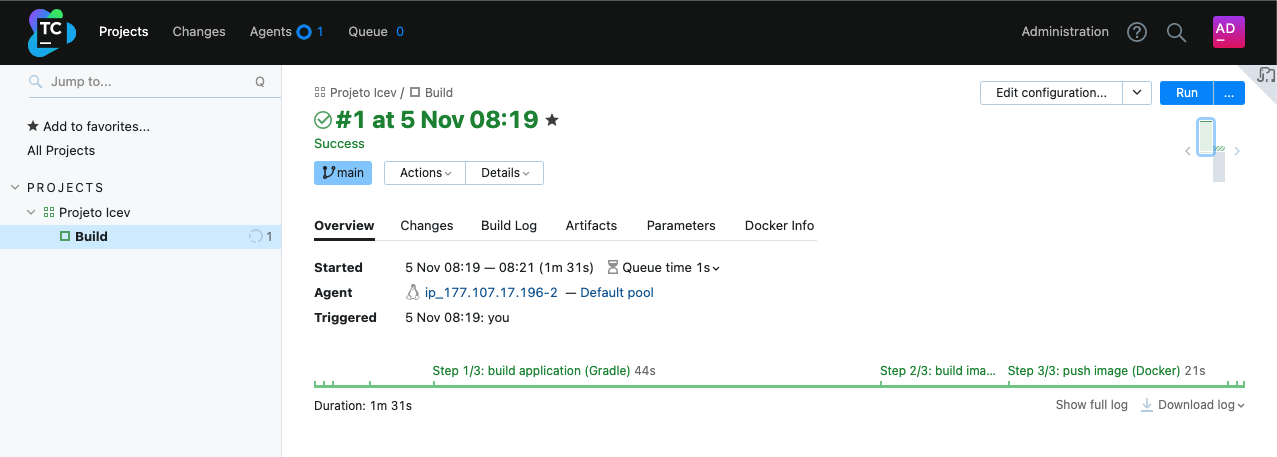 TC Projects Changes Agents 1 Queue 0 Administration AD
Jump to... Q
Add to favorites...
All Projects
PROJECTS
Projeto Icev
Build 1
Projeto Icev / Build Edit configuration... Run ...
#1 at 5 Nov 08:19
Success
main Actions Details
Overview Changes Build Log Artifacts Parameters Docker Info
Started 5 Nov 08:19 — 08:21 (1m 31s) Queue time 1s
Agent ip_177.107.17.196-2 — Default pool
Triggered 5 Nov 08:19: you
Step 1/3: build application (Gradle) 44s Step 2/3: build ima... Step 3/3: push image (Docker) 21s
Duration: 1m 31s Show full log Download log